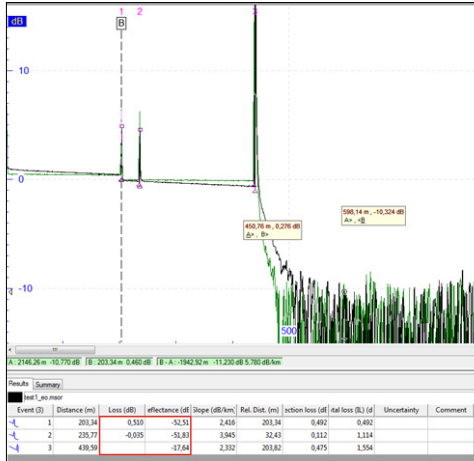 dB
1 2 3
B
10
0
-10
450,76 m , 0,276 dB
A> , B>
598,14 m , -10,324 dB
A> , <B
500
A : 2146,26 m -10,770 dB B : 203,34 m 0,460 dB B - A : -1942,92 m -11,230 dB 5,780 dB/km
Results Summary
test1_eo.msor
Event (3) Distance (m) Loss (dB) eflectance (dE Slope (dB/km) Rel. Dist. (m) ection loss (dE tal loss (IL) (d Uncertainty Comment
1 203,34 0,510 -52,51 2,416 203,34 0,492 0,492
2 235,77 -0,035 -51,83 3,945 32,43 0,112 1,114
3 439,59 -17,64 2,332 203,82 0,475 1,554